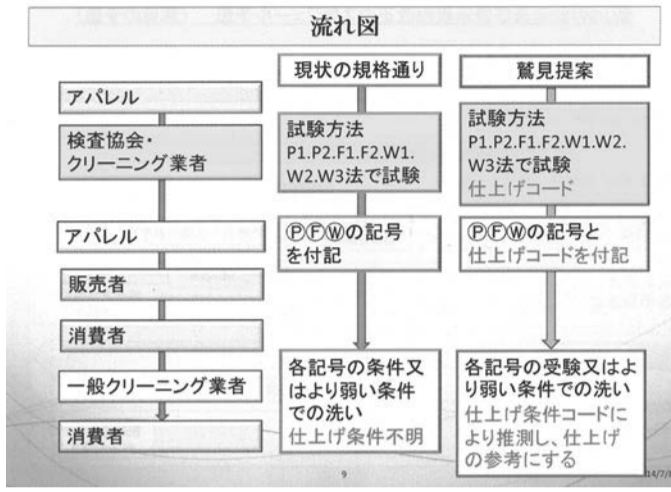 流れ図
アパレル
検査協会・
クリーニング業者
アパレル
販売者
消費者
一般クリーニング業者
消費者
現状の規格通り
試験方法
P1.P2.F1.F2.W1.
W2.W3法で試験
ⓅⒻⓌの記号
を付記
各記号の条件又
はより弱い条件
での洗い
仕上げ条件不明
鷲見提案
試験方法
P1.P2.F1.F2.W1.W2.
W3法で試験
仕上げコード
ⓅⒻⓌの記号と
仕上げコードを付記
各記号の受験又はよ
り弱い条件での洗い
仕上げ条件コードに
より推測し、仕上げ
の参考にする
9